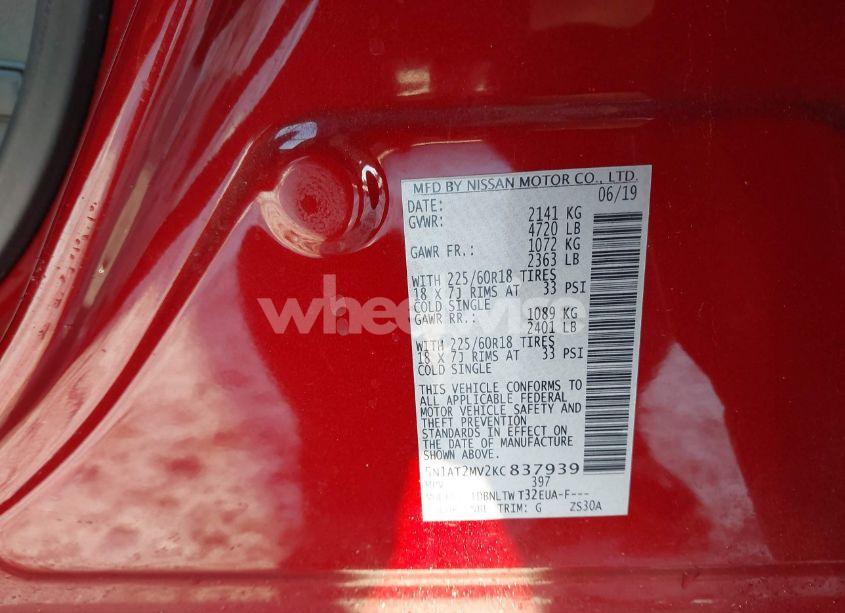 MFD BY NISSAN MOTOR CO., LTD.
DATE: 06/19
GVWR: 2141 KG
4720 LB
GAWR FR.: 1072 KG
2363 LB
WITH 225/60R18 TIRES
18 X 7J RIMS AT 33 PSI
COLD SINGLE
GAWR RR.: 1089 KG
2401 LB
WITH 225/60R18 TIRES
18 X 7J RIMS AT 33 PSI
COLD SINGLE
THIS VEHICLE CONFORMS TO
ALL APPLICABLE FEDERAL
MOTOR VEHICLE SAFETY AND
THEFT PREVENTION
STANDARDS IN EFFECT ON
THE DATE OF MANUFACTURE
SHOWN ABOVE.
5N1AT2MV2KC837939
397
T32EUA-F---
TRIM: G ZS30A